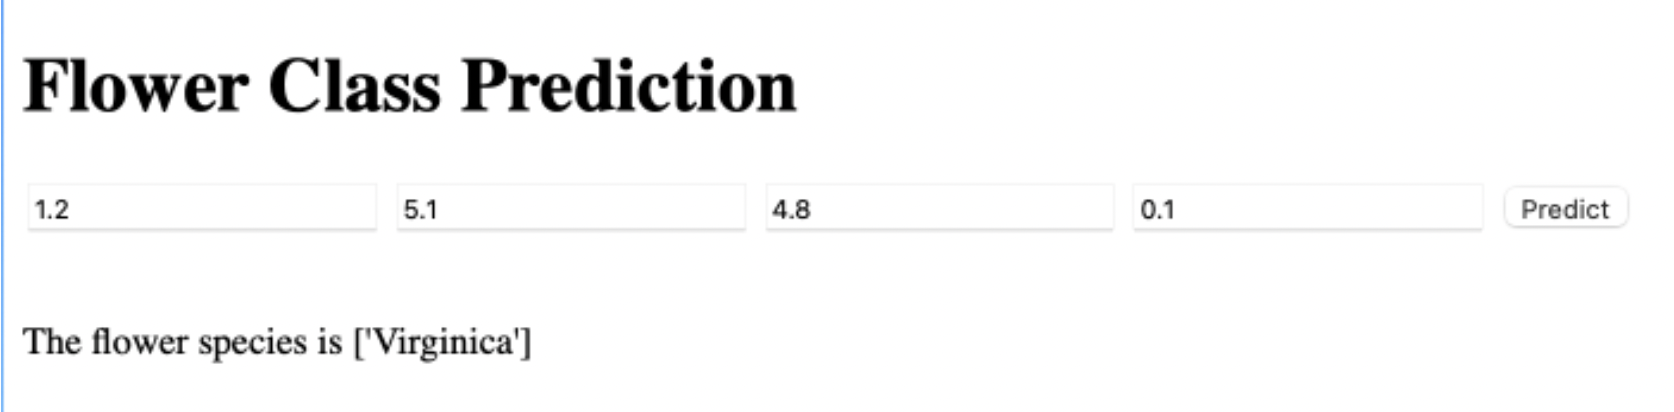 Flower Class Prediction
1.2 5.1 4.8 0.1 Predict
The flower species is ['Virginica']